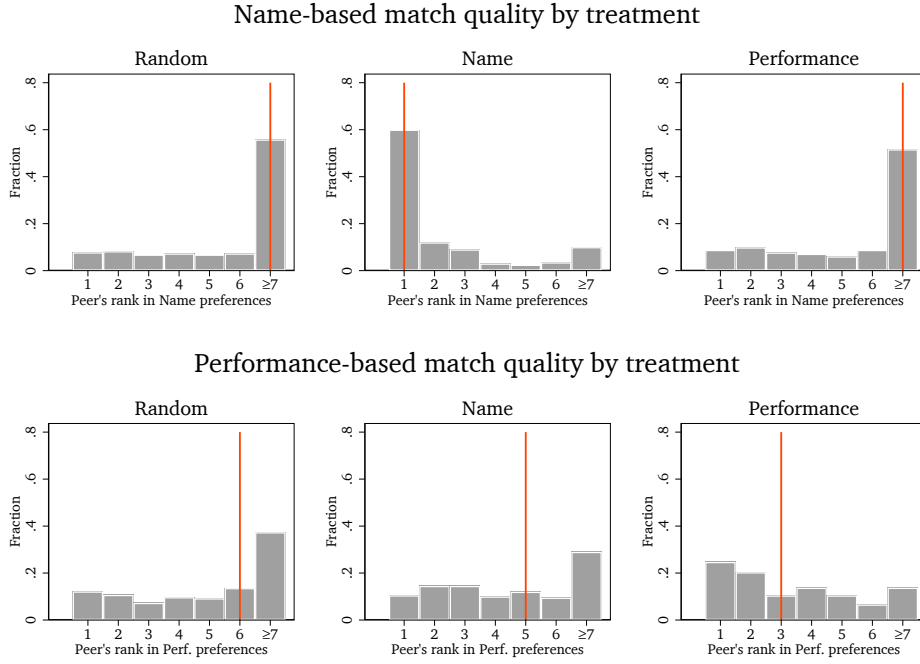 Name-based match quality by treatment
Random
Name
Performance
Fraction
0 .2 .4 .6 .8
1 2 3 4 5 6 ≥7
Peer's rank in Name preferences
Fraction
0 .2 .4 .6 .8
1 2 3 4 5 6 ≥7
Peer's rank in Name preferences
Fraction
0 .2 .4 .6 .8
1 2 3 4 5 6 ≥7
Peer's rank in Name preferences
Performance-based match quality by treatment
Random
Name
Performance
Fraction
0 .2 .4 .6 .8
1 2 3 4 5 6 ≥7
Peer's rank in Perf. preferences
Fraction
0 .2 .4 .6 .8
1 2 3 4 5 6 ≥7
Peer's rank in Perf. preferences
Fraction
0 .2 .4 .6 .8
1 2 3 4 5 6 ≥7
Peer's rank in Perf. preferences